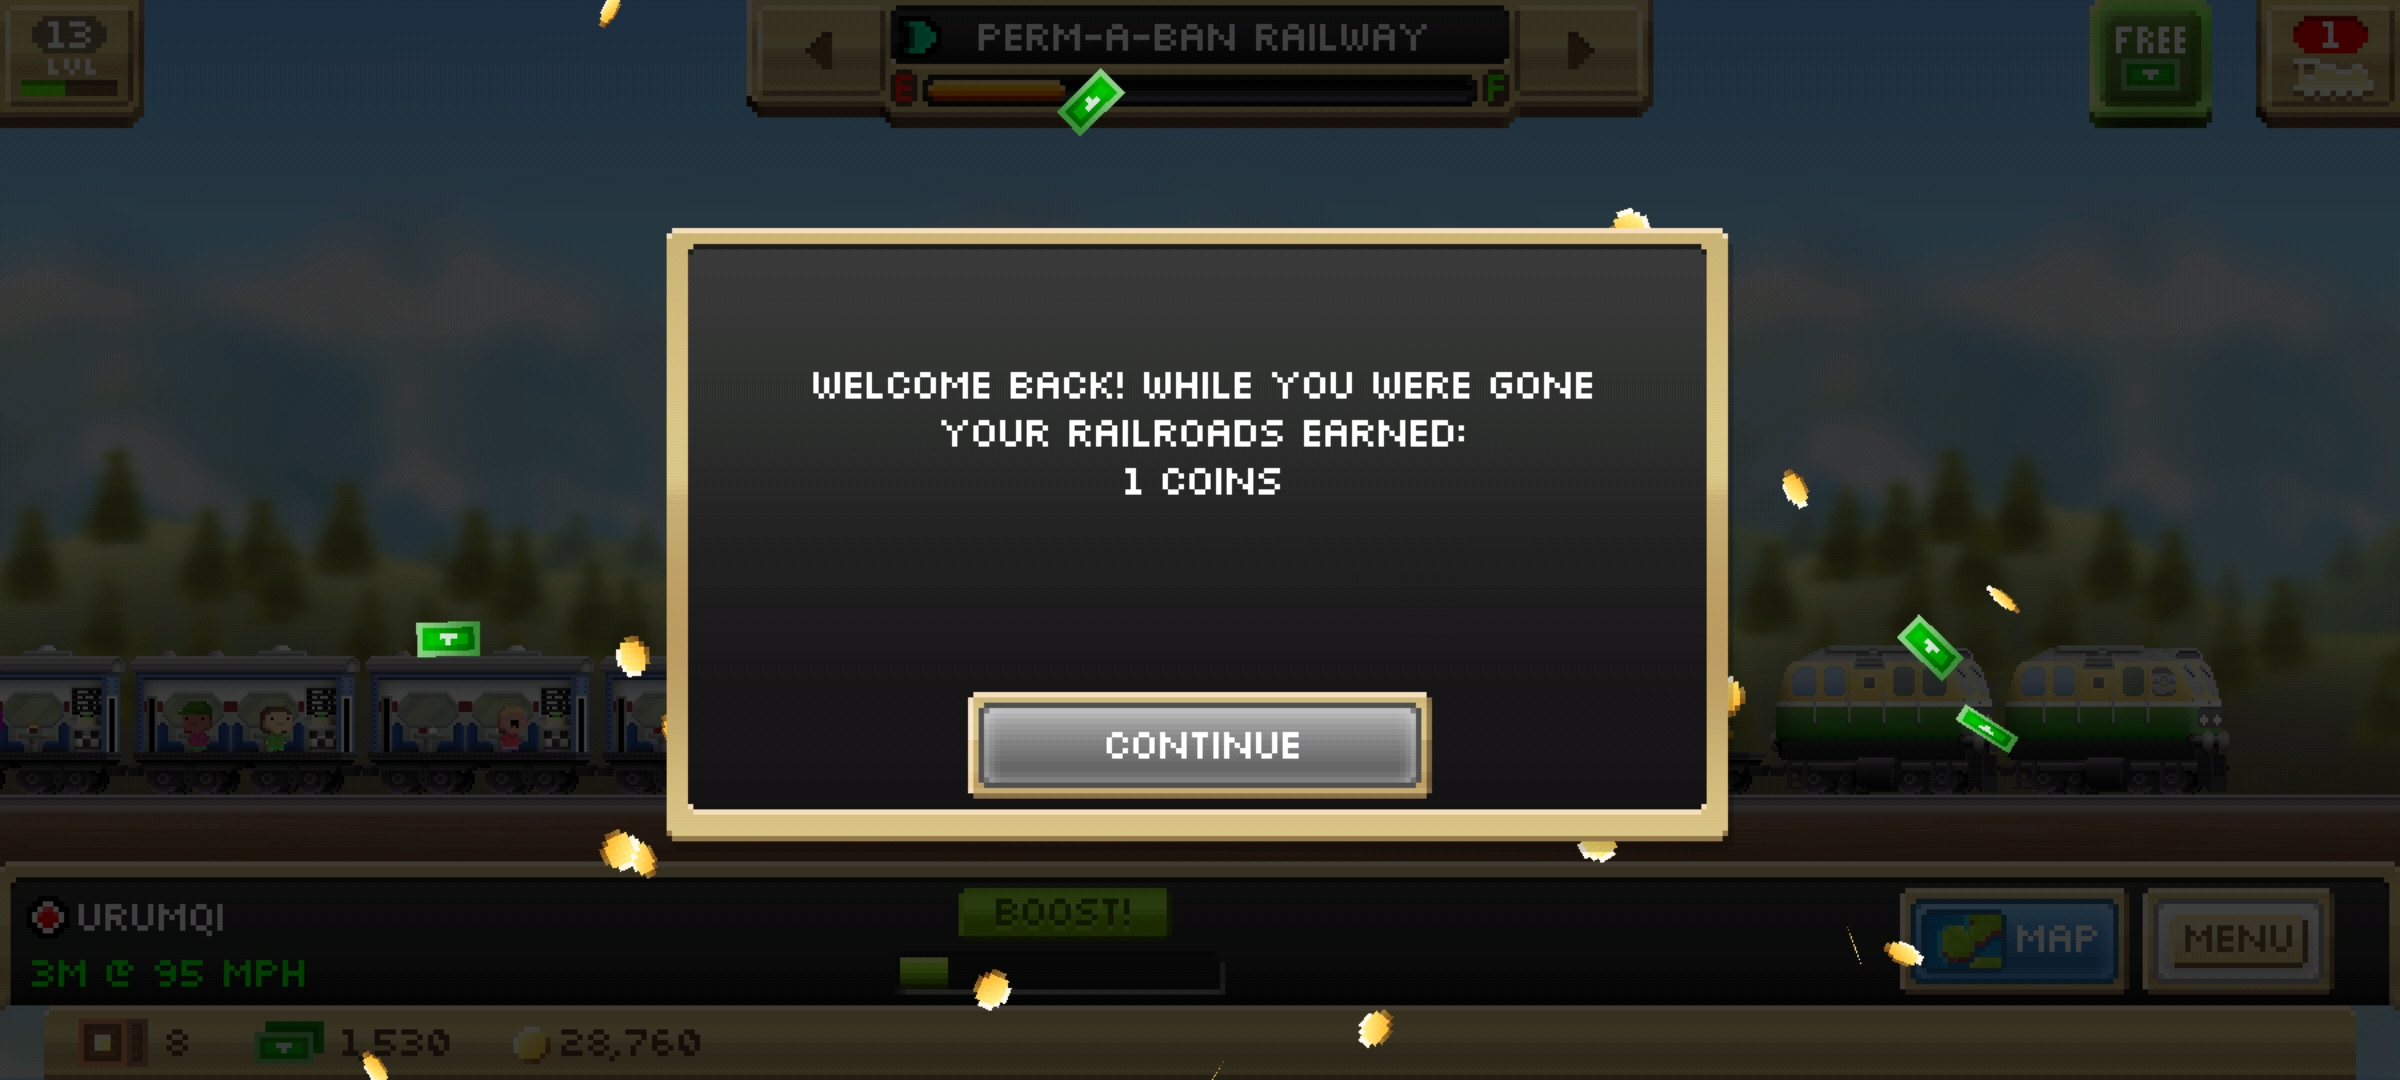 13
LVL
PERM-A-BAN RAILWAY
E F
FREE
1
WELCOME BACK! WHILE YOU WERE GONE
YOUR RAILROADS EARNED:
1 COINS
CONTINUE
URUMQI
3M @ 95 MPH
BOOST!
MAP
MENU
8
1,530
28,760